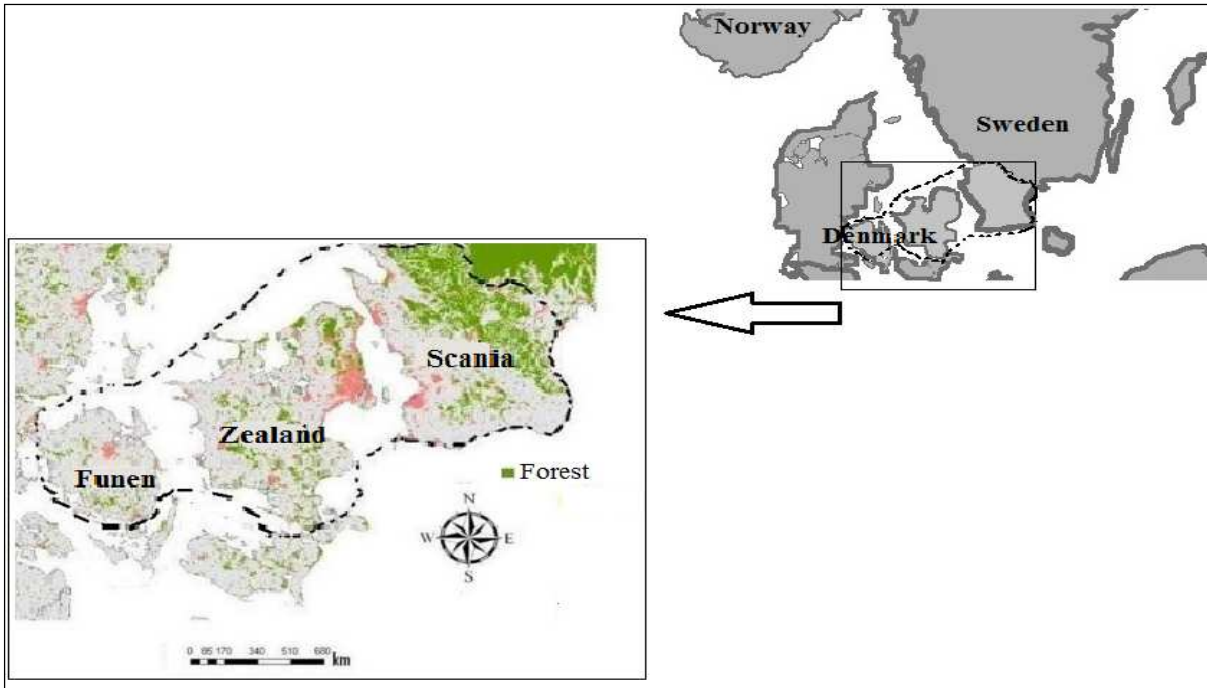 Norway
Sweden
Denmark
Scania
Zealand
Funen
Forest
N
W E
S
0 85 170 340 510 680
km